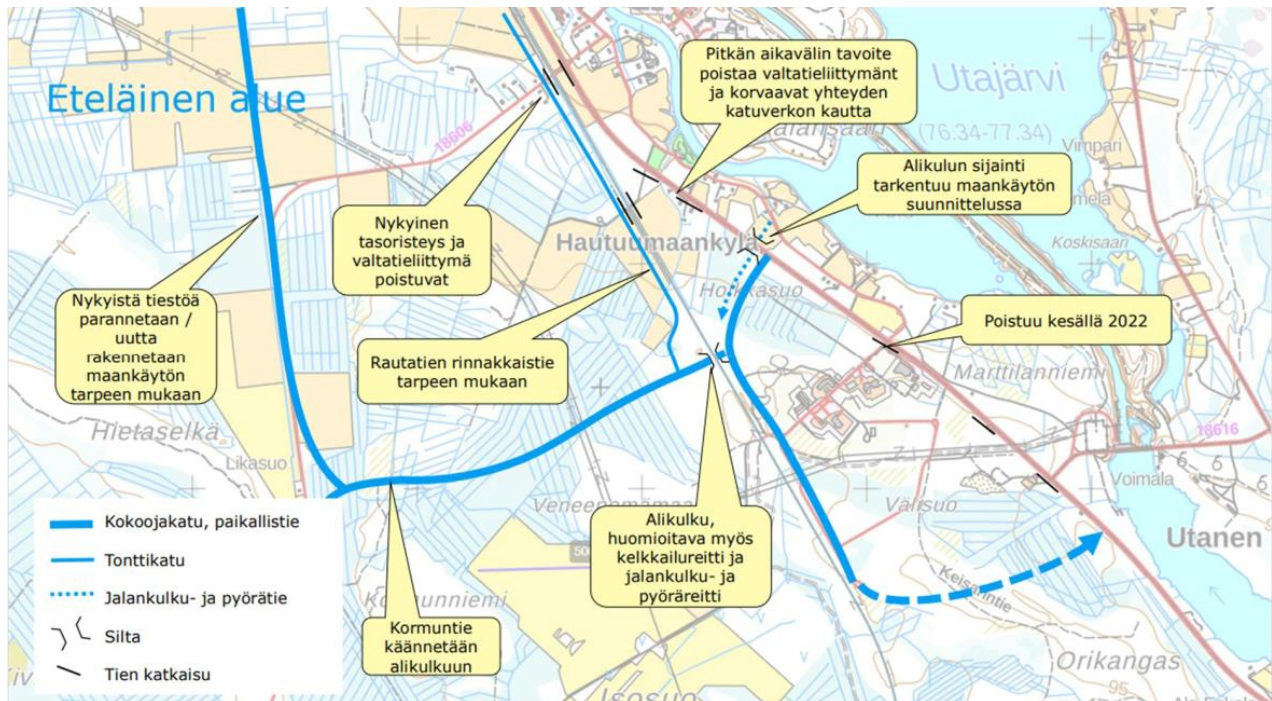 Eteläinen alue
Utajärvi
(76.34-77.34)
Vimpari
18606
Pitkän aikavälin tavoite
poistaa valtatieliittymänt
ja korvaavat yhteyden
katuverkon kautta
Alikulun sijainti
tarkentuu maankäytön
suunnittelussa
Koskisaari
Nykyinen
tasoristeys ja
valtatieliittymä
poistuvat
Hautuumaankylä
Nykyistä tiestöä
parannetaan /
uutta
rakennetaan
maankäytön
tarpeen mukaan
Rautatien rinnakkaistie
tarpeen mukaan
Poistuu kesällä 2022
Marttilanniemi
Hietaselkä
Likasuo
18616
Voimala
Välisuo
Utanen
Alikulku,
huomioitava myös
kelkkailureitti ja
jalankulku- ja
pyöräreitti
Keisarintie
Kormuntie
käännetään
alikulkuun
Orikangas
95
Isosuo
Kokoojakatu, paikallistie
Tonttikatu
Jalankulku- ja pyörätie
Silta
Tien katkaisu